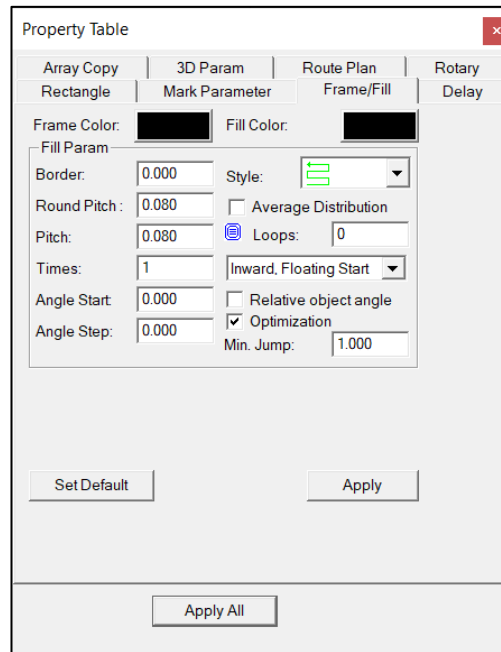 Property Table
Array Copy 3D Param Route Plan Rotary
Rectangle Mark Parameter Frame/Fill Delay
Frame Color: Fill Color:
Fill Param
Border: 0.000 Style:
Round Pitch : 0.080 Average Distribution
Pitch: 0.080 Loops: 0
Times: 1 Inward, Floating Start
Angle Start: 0.000 Relative object angle
Optimization
Angle Step: 0.000
Min. Jump: 1.000
Set Default Apply
Apply All